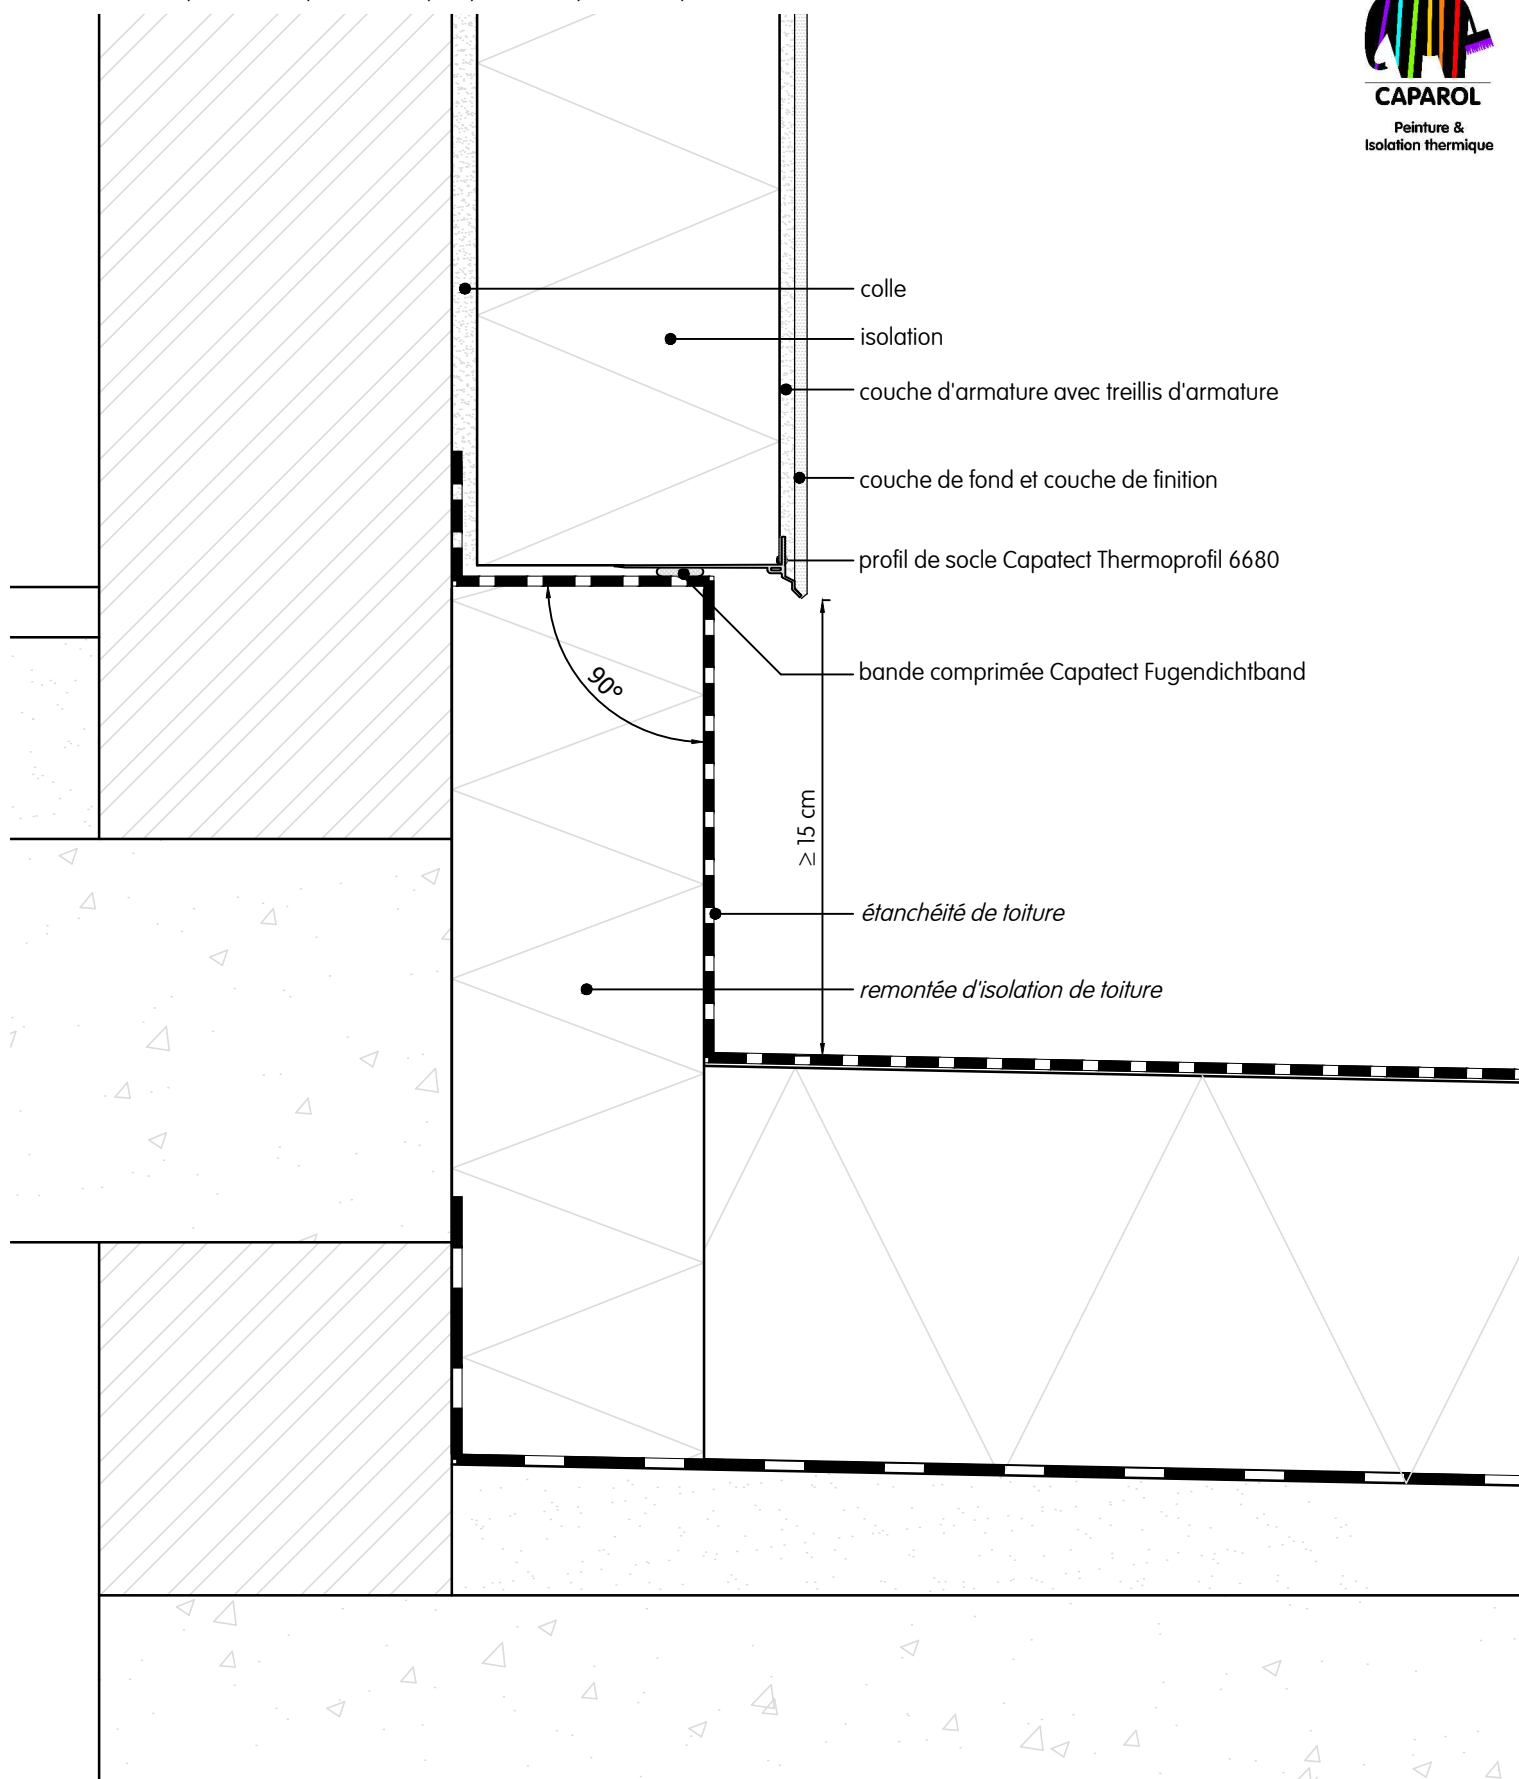 CAPAROL
Peinture &
Isolation thermique
colle
isolation
couche d'armature avec treillis d'armature
couche de fond et couche de finition
profil de socle Capatect Thermoprofil 6680
90°
bande comprimée Capatect Fugendichtband
≥ 15 cm
étanchéité de toiture
remontée d'isolation de toiture